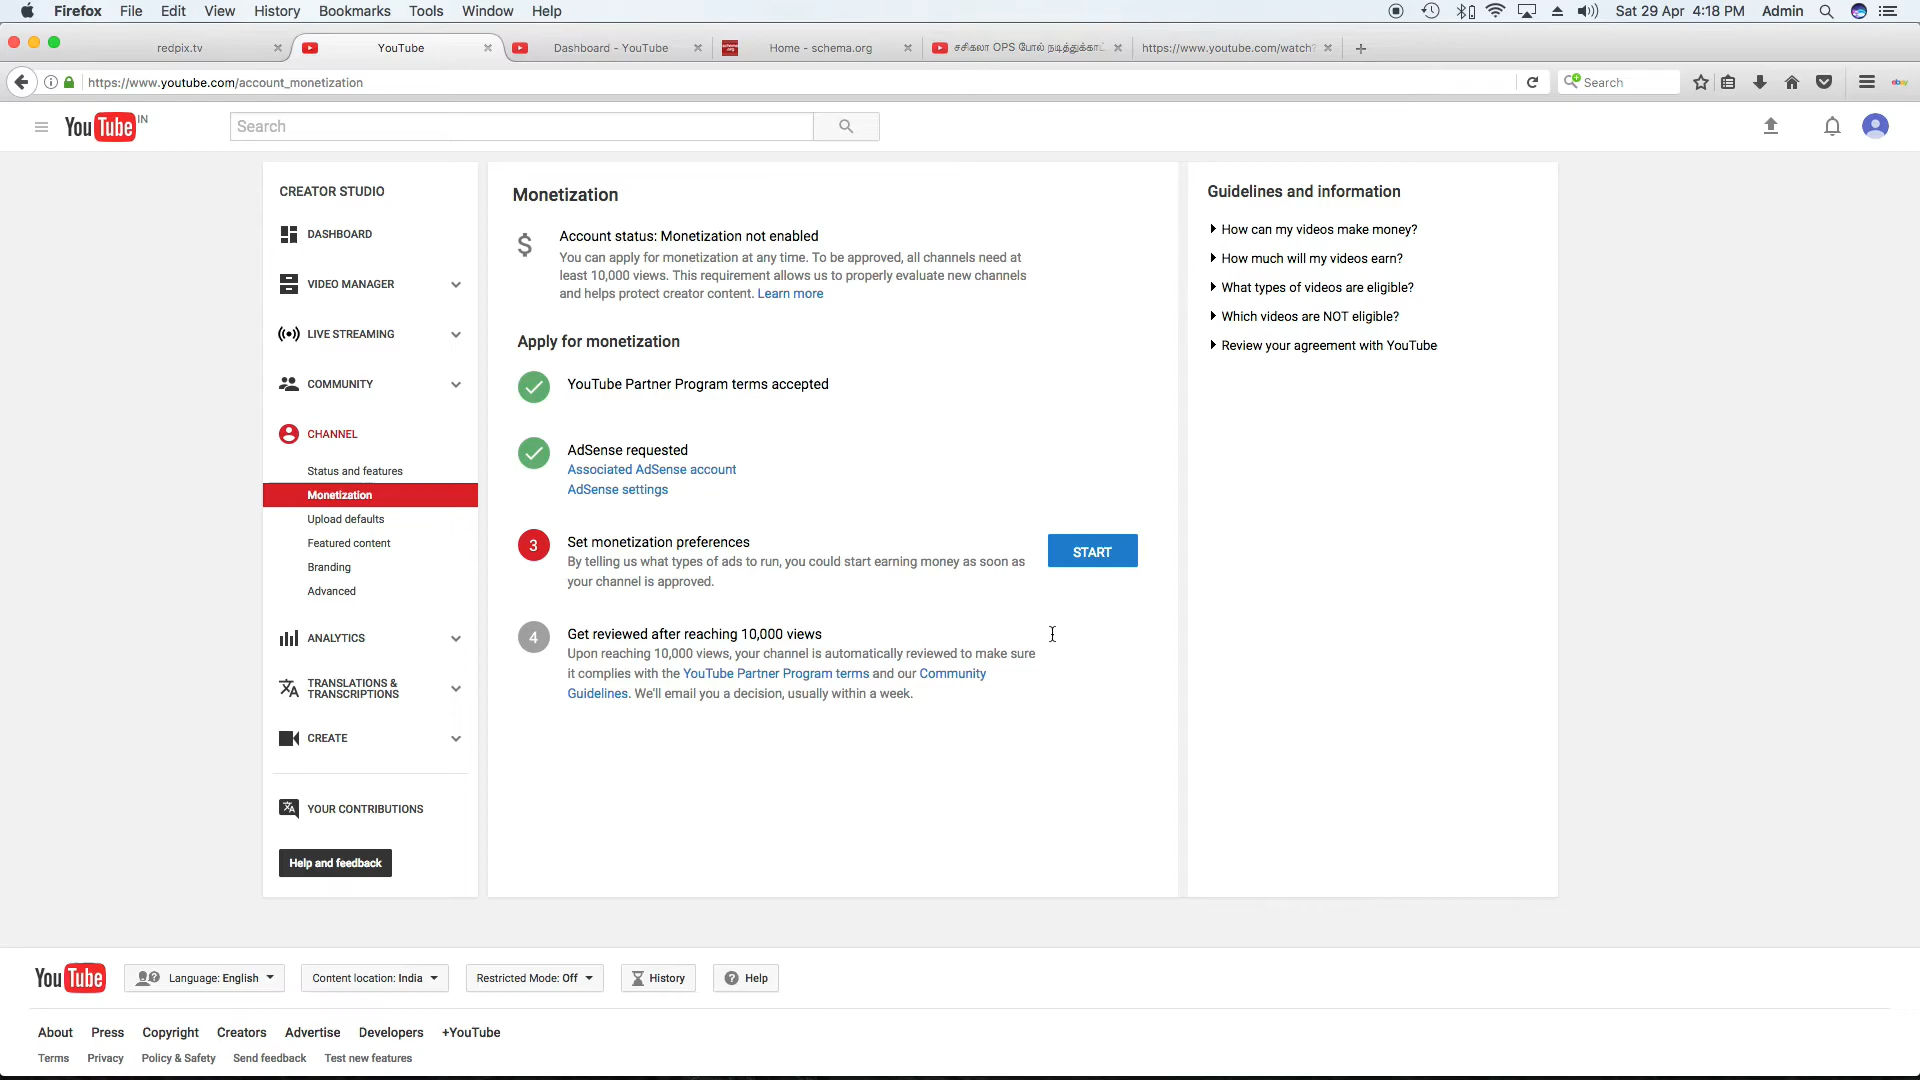 Firefox File Edit View History Bookmarks Tools Window Help
Sat 29 Apr 4:18 PM Admin
redpix.tv
YouTube
Dashboard - YouTube
Home - schema.org
சசிகலா OPS போல் நடித்துக்காட்
https://www.youtube.com/watch?
https://www.youtube.com/account_monetization
Search
ebay
YouTube IN
Search
CREATOR STUDIO
DASHBOARD
VIDEO MANAGER
LIVE STREAMING
COMMUNITY
CHANNEL
Status and features
Monetization
Upload defaults
Featured content
Branding
Advanced
ANALYTICS
TRANSLATIONS &
TRANSCRIPTIONS
CREATE
YOUR CONTRIBUTIONS
Help and feedback
Monetization
Account status: Monetization not enabled
You can apply for monetization at any time. To be approved, all channels need at
least 10,000 views. This requirement allows us to properly evaluate new channels
and helps protect creator content. Learn more
Apply for monetization
YouTube Partner Program terms accepted
AdSense requested
Associated AdSense account
AdSense settings
3
Set monetization preferences
By telling us what types of ads to run, you could start earning money as soon as
your channel is approved.
START
4
Get reviewed after reaching 10,000 views
Upon reaching 10,000 views, your channel is automatically reviewed to make sure
it complies with the YouTube Partner Program terms and our Community
Guidelines. We'll email you a decision, usually within a week.
Guidelines and information
How can my videos make money?
How much will my videos earn?
What types of videos are eligible?
Which videos are NOT eligible?
Review your agreement with YouTube
YouTube
Language: English
Content location: India
Restricted Mode: Off
History
Help
About Press Copyright Creators Advertise Developers +YouTube
Terms Privacy Policy & Safety Send feedback Test new features